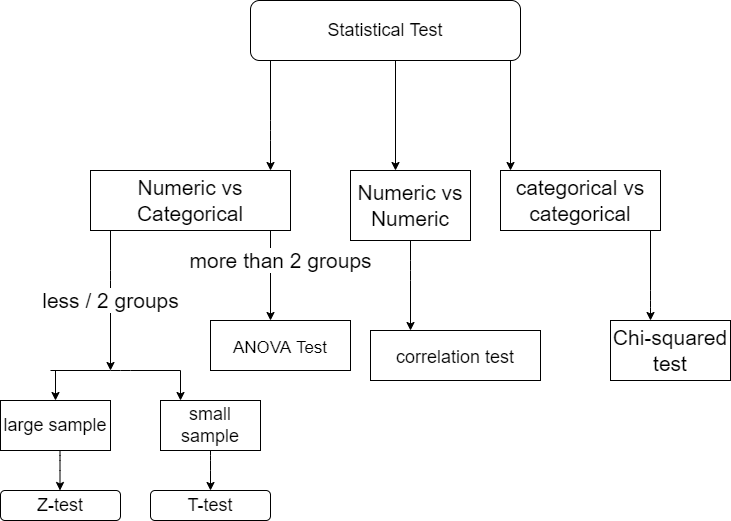 Statistical Test
Numeric vs
Categorical
Numeric vs
Numeric
categorical vs
categorical
more than 2 groups
less / 2 groups
ANOVA Test
correlation test
Chi-squared
test
large sample
small
sample
Z-test
T-test